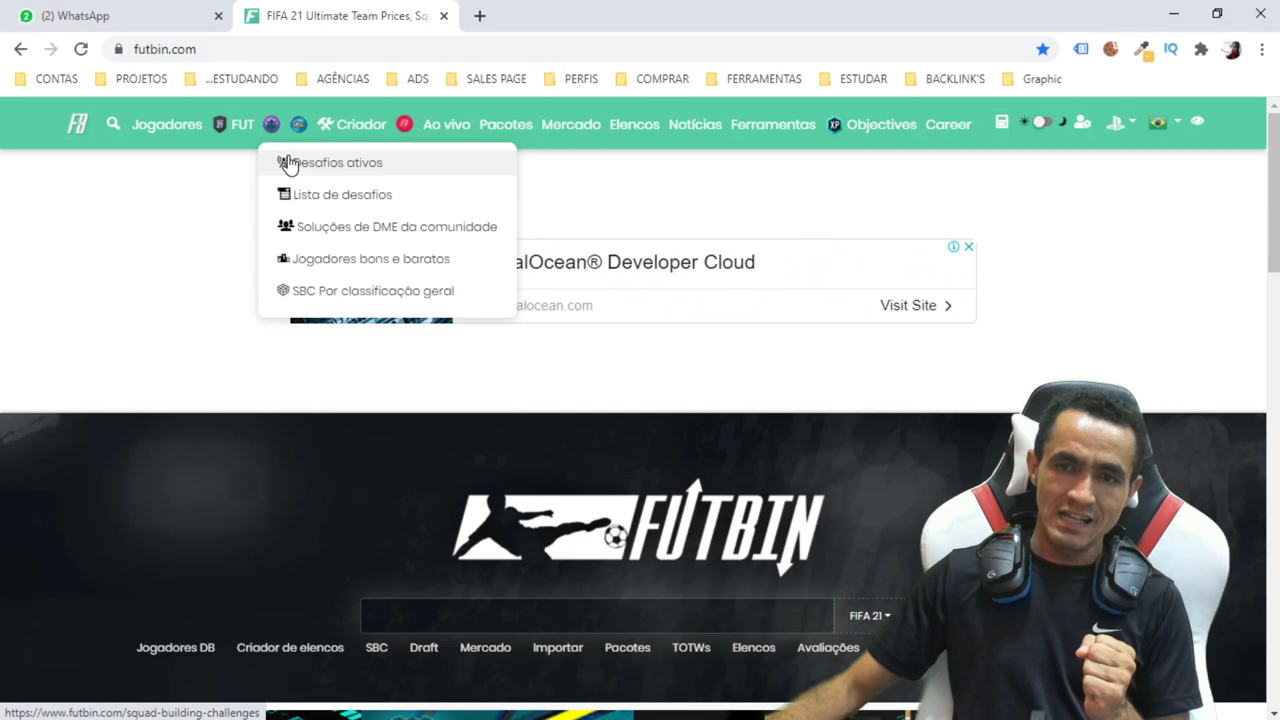 2
(2) WhatsApp
FIFA 21 Ultimate Team Prices, Squ
futbin.com
CONTAS PROJETOS ...ESTUDANDO AGÊNCIAS ADS SALES PAGE PERFIS COMPRAR FERRAMENTAS ESTUDAR BACKLINK'S Graphic
Jogadores FUT Criador Ao vivo Pacotes Mercado Elencos Notícias Ferramentas XP Objectives Career
Desafios ativos
Lista de desafios
Soluções de DME da comunidade
Jogadores bons e baratos
SBC Por classificação geral
alOcean® Developer Cloud
alocean.com
Visit Site
FUTBIN
FIFA 21
Jogadores DB Criador de elencos SBC Draft Mercado Importar Pacotes TOTWs Elencos Avaliações
https://www.futbin.com/squad-building-challenges